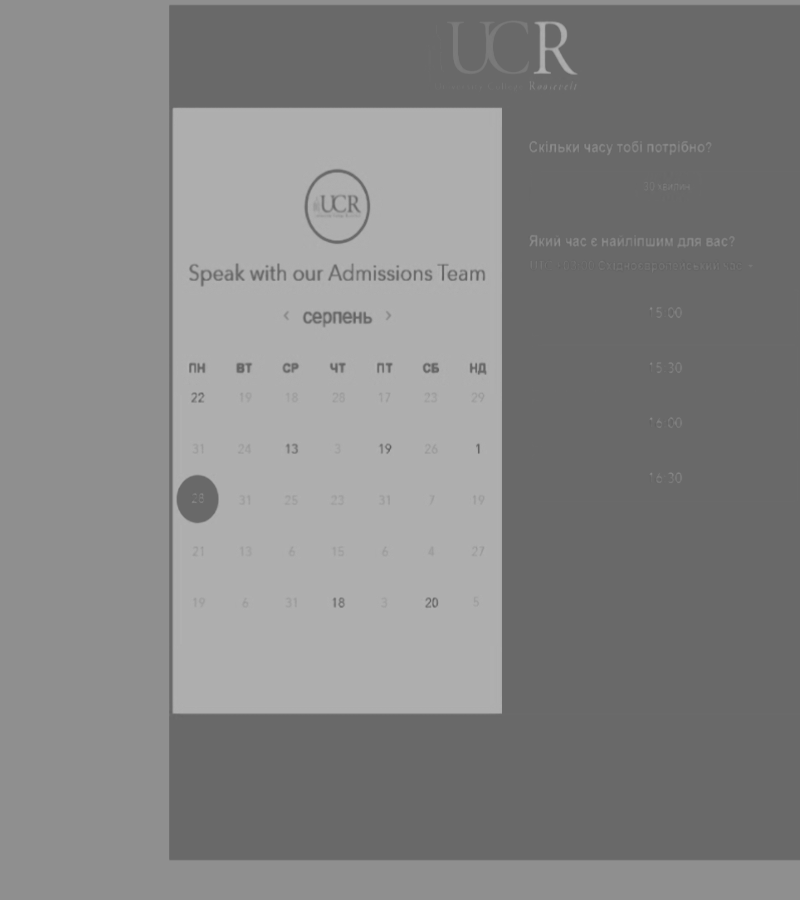 UCR
Roosevelt
UCR
Speak with our Admissions Team
< серпень >
ПН ВТ СР ЧТ ПТ СБ НД
22 19 18 28 17 23 29
31 24 13 3 19 26 1
28 31 25 23 31 7 19
21 13 6 15 6 4 27
19 6 31 18 3 20 5
Скільки часу тобі потрібно?
30 хвилин
Який час є найліпшим для вас?
15:00
15:30
16:00
16:30